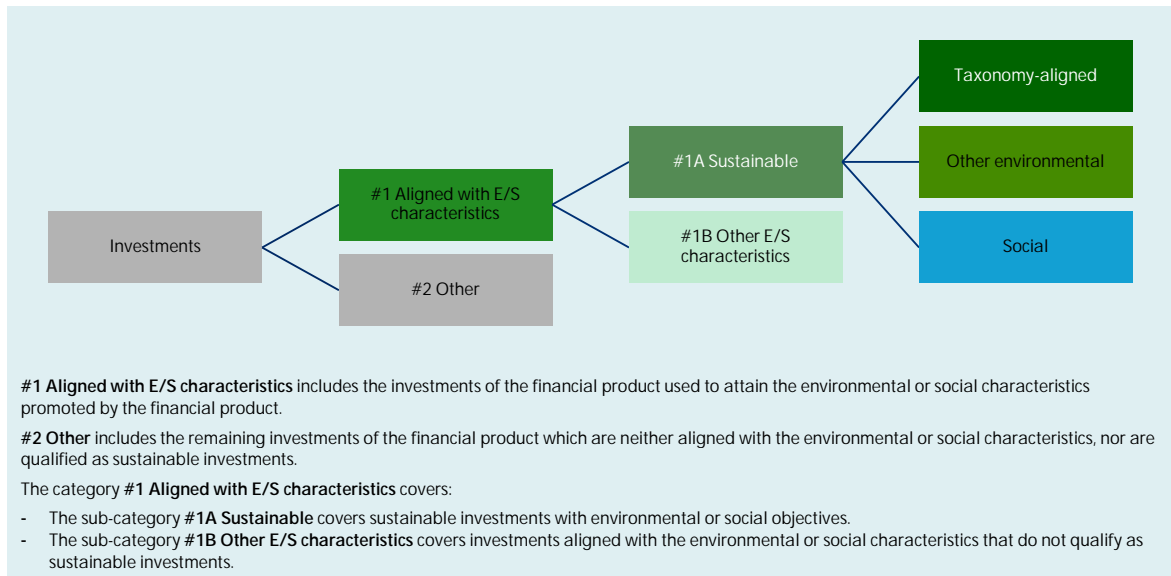 Taxonomy-aligned
#1A Sustainable
Other environmental
#1 Aligned with E/S
characteristics
Investments
#1B Other E/S
characteristics
Social
#2 Other
#1 Aligned with E/S characteristics includes the investments of the financial product used to attain the environmental or social characteristics
promoted by the financial product.
#2 Other includes the remaining investments of the financial product which are neither aligned with the environmental or social characteristics, nor are
qualified as sustainable investments.
The category #1 Aligned with E/S characteristics covers:
- The sub-category #1A Sustainable covers sustainable investments with environmental or social objectives.
- The sub-category #1B Other E/S characteristics covers investments aligned with the environmental or social characteristics that do not qualify as
sustainable investments.